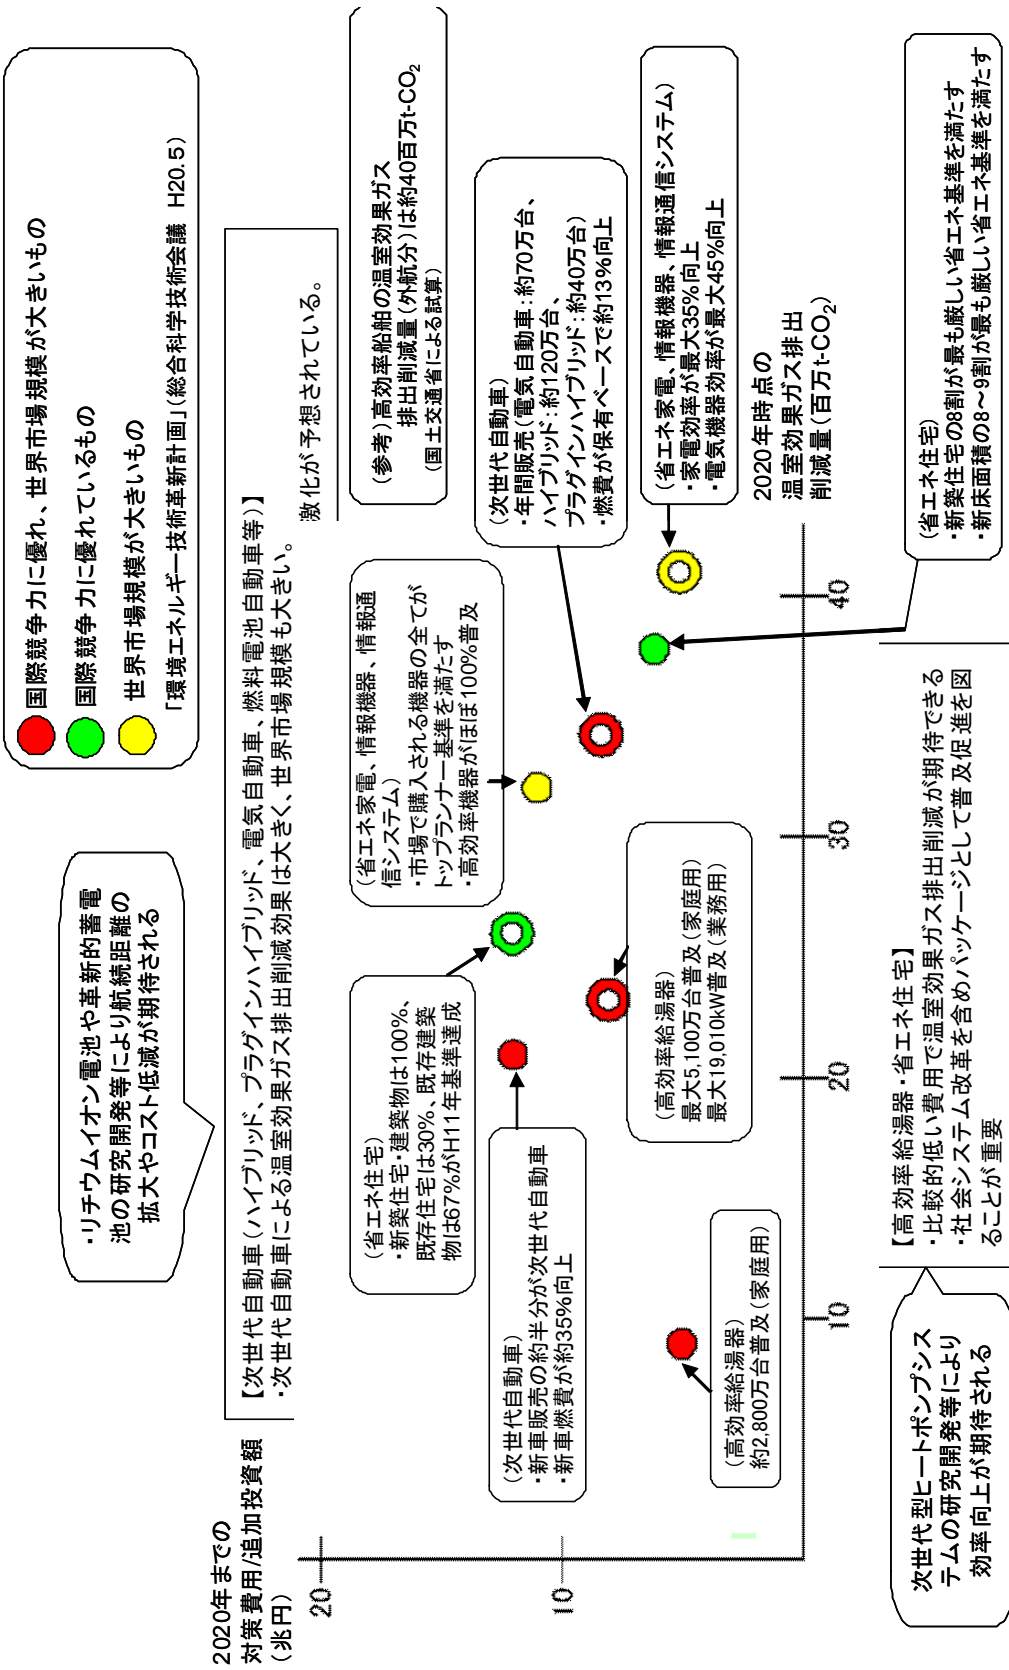 国際競争力に優れ、世界市場規模が大きいもの
国際競争力に優れているもの
世界市場規模が大きいもの
「環境エネルギー技術革新計画」(総合科学技術会議 H20.5)
・リチウムイオン電池や革新的蓄電
池の研究開発等により航続距離の
拡大やコスト低減が期待される
【次世代自動車(ハイブリッド、プラグインハイブリッド、電気自動車、燃料電池自動車等)】
・次世代自動車による温室効果ガス排出削減効果は大きく、世界市場規模も大きい。
激化が予想されている。
2020年までの
対策費用/追加投資額
(兆円)
20
10
(参考)高効率船舶の温室効果ガス
排出削減量(外航分)は約40百万t-CO2
(国土交通省による試算)
(省エネ家電、情報機器、情報通
信システム)
・市場で購入される機器の全てが
トップランナー基準を満たす
・高効率機器がほぼ100%普及
(省エネ住宅)
・新築住宅・建築物は100%、
既存住宅は30%、既存建築
物は67%がH11年基準達成
(次世代自動車)
・年間販売(電気自動車:約70万台、
ハイブリッド:約120万台、
プラグインハイブリッド:約40万台)
・燃費が保有ベースで約13%向上
(次世代自動車)
・新車販売の約半分が次世代自動車
・新車燃費が約35%向上
(省エネ家電、情報機器、情報通信システム)
・家電効率が最大35%向上
・電気機器効率が最大45%向上
(高効率給湯器)
最大5,100万台普及(家庭用)
最大19,010kW普及(業務用)
(高効率給湯器)
約2,800万台普及(家庭用)
2020年時点の
温室効果ガス排出
削減量(百万t-CO2)
10
20
30
40
(省エネ住宅)
・新築住宅の8割が最も厳しい省エネ基準を満たす
・新床面積の8~9割が最も厳しい省エネ基準を満たす
【高効率給湯器・省エネ住宅】
・比較的低い費用で温室効果ガス排出削減が期待できる
・社会システム改革を含めパッケージとして普及促進を図
ることが重要
次世代型ヒートポンプシス
テムの研究開発等により
効率向上が期待される